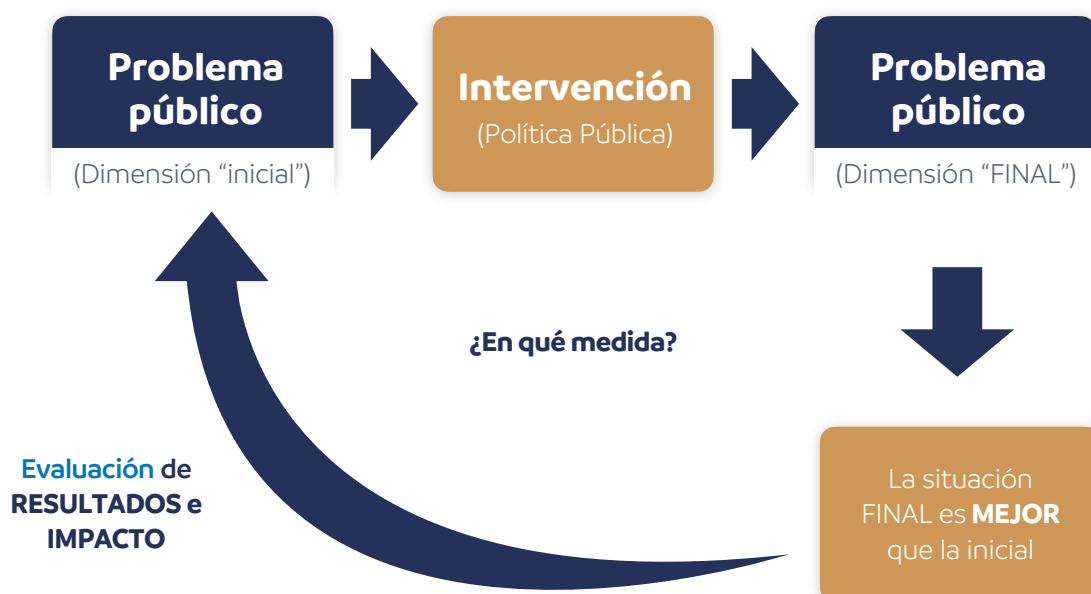 Problema
público
(Dimensión “inicial”)
Intervención
(Política Pública)
Problema
público
(Dimensión “FINAL”)
¿En qué medida?
Evaluación de
RESULTADOS e
IMPACTO
La situación
FINAL es MEJOR
que la inicial